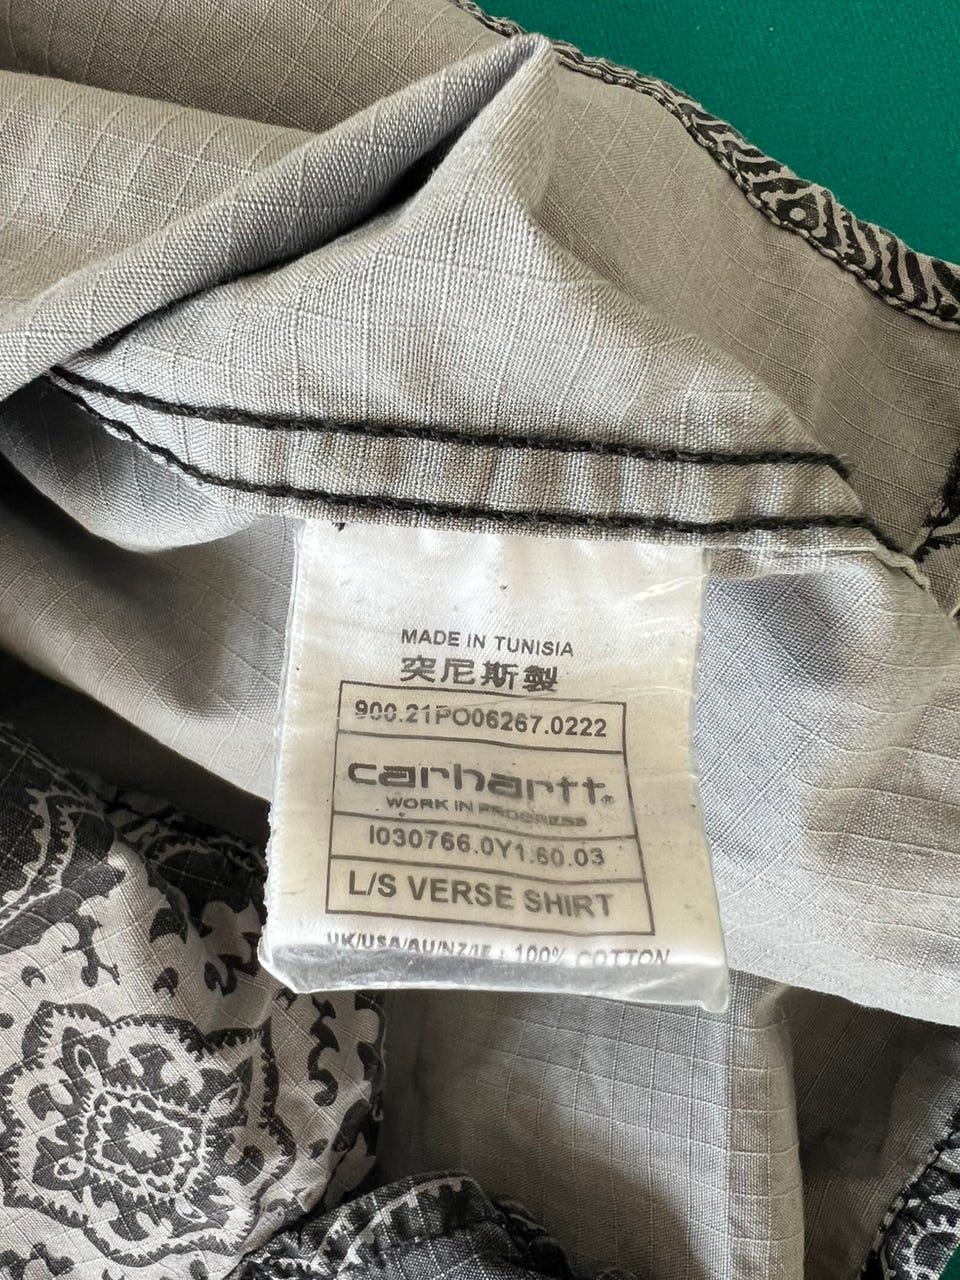 MADE IN TUNISIA
突尼斯製
900.21PO06267.0222
carhartt®
WORK IN PROGRESS
I030766.0Y1.60.03
L/S VERSE SHIRT
UK/USA/AU/NZ/IE : 100% COTTON